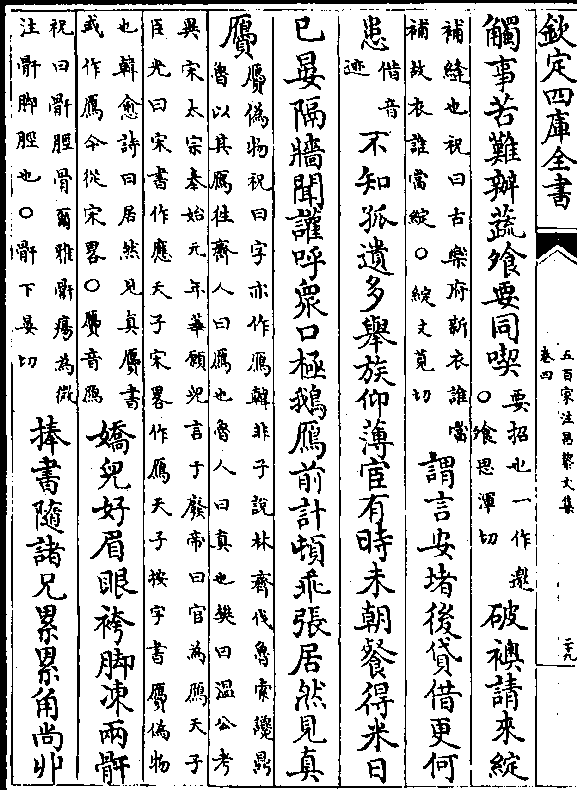 欽定四庫全書
五百家注昌黎文集
卷四
二十九
觸事苦難辦蔬飱要同喫
要招也一作邀
○飱思渾切
破襖請來綻
補縫也祝曰古樂府新衣誰當
補故衣誰當綻○綻文莧切
謂言安堵後貸借更何
患
借音
迹
不知孤遺多舉族仰薄宦有時未朝餐得米日
已晏隔牆聞讙呼衆口極鵝鴈前計頓乖張居然見真
贗
贗偽物祝曰字亦作鴈韓非子說林齊伐魯索讒鼎
魯以其鴈往齊人曰鴈也魯人曰真也樊曰溫公考
異宋太宗泰始元年華願兒言于廢帝曰官為鴈天子
臣光曰宋書作應天子宋畧作鴈天子按字書贗偽物
也韓愈詩曰居然見真贗書
或作鴈今從宋畧○贗音鴈
嬌兒好眉眼袴脚凍兩骭
祝曰骭脛骨爾雅骭瘍為微
注骭脚脛也○骭下晏切
捧書隨諸兄累累角尚丱